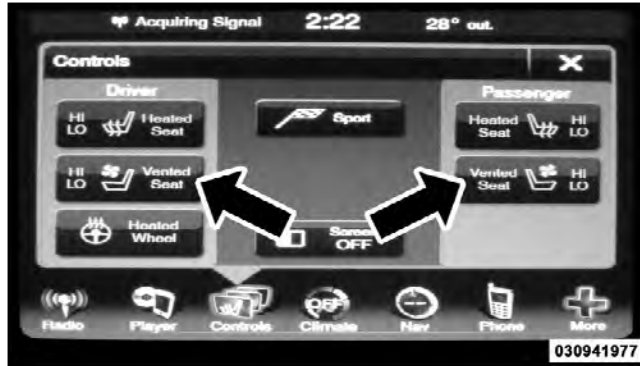 Acquiring Signal 2:22 28° out.
Controls X
Driver Passenger
HI LO Heated Seat
Sport
Heated Seat HI LO
HI LO Vented Seat
Vented Seat HI LO
Heated Wheel
Screen OFF
OFF
Radio Player Controls Climate Nav Phone More
030941977